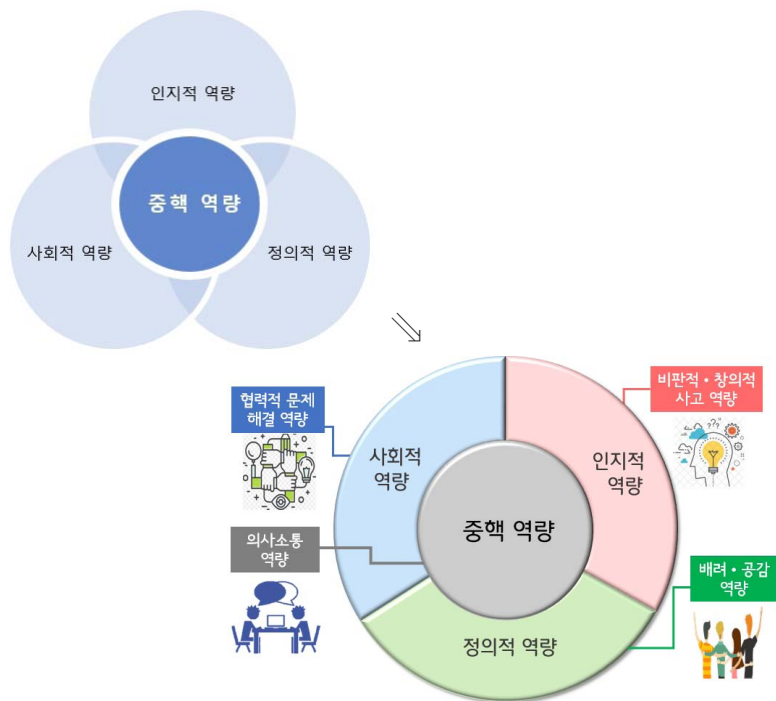 인지적 역량
중핵 역량
사회적 역량
정의적 역량
협력적 문제
해결 역량
비판적·창의적
사고 역량
사회적
역량
인지적
역량
중핵 역량
의사소통
역량
배려·공감
역량
정의적 역량